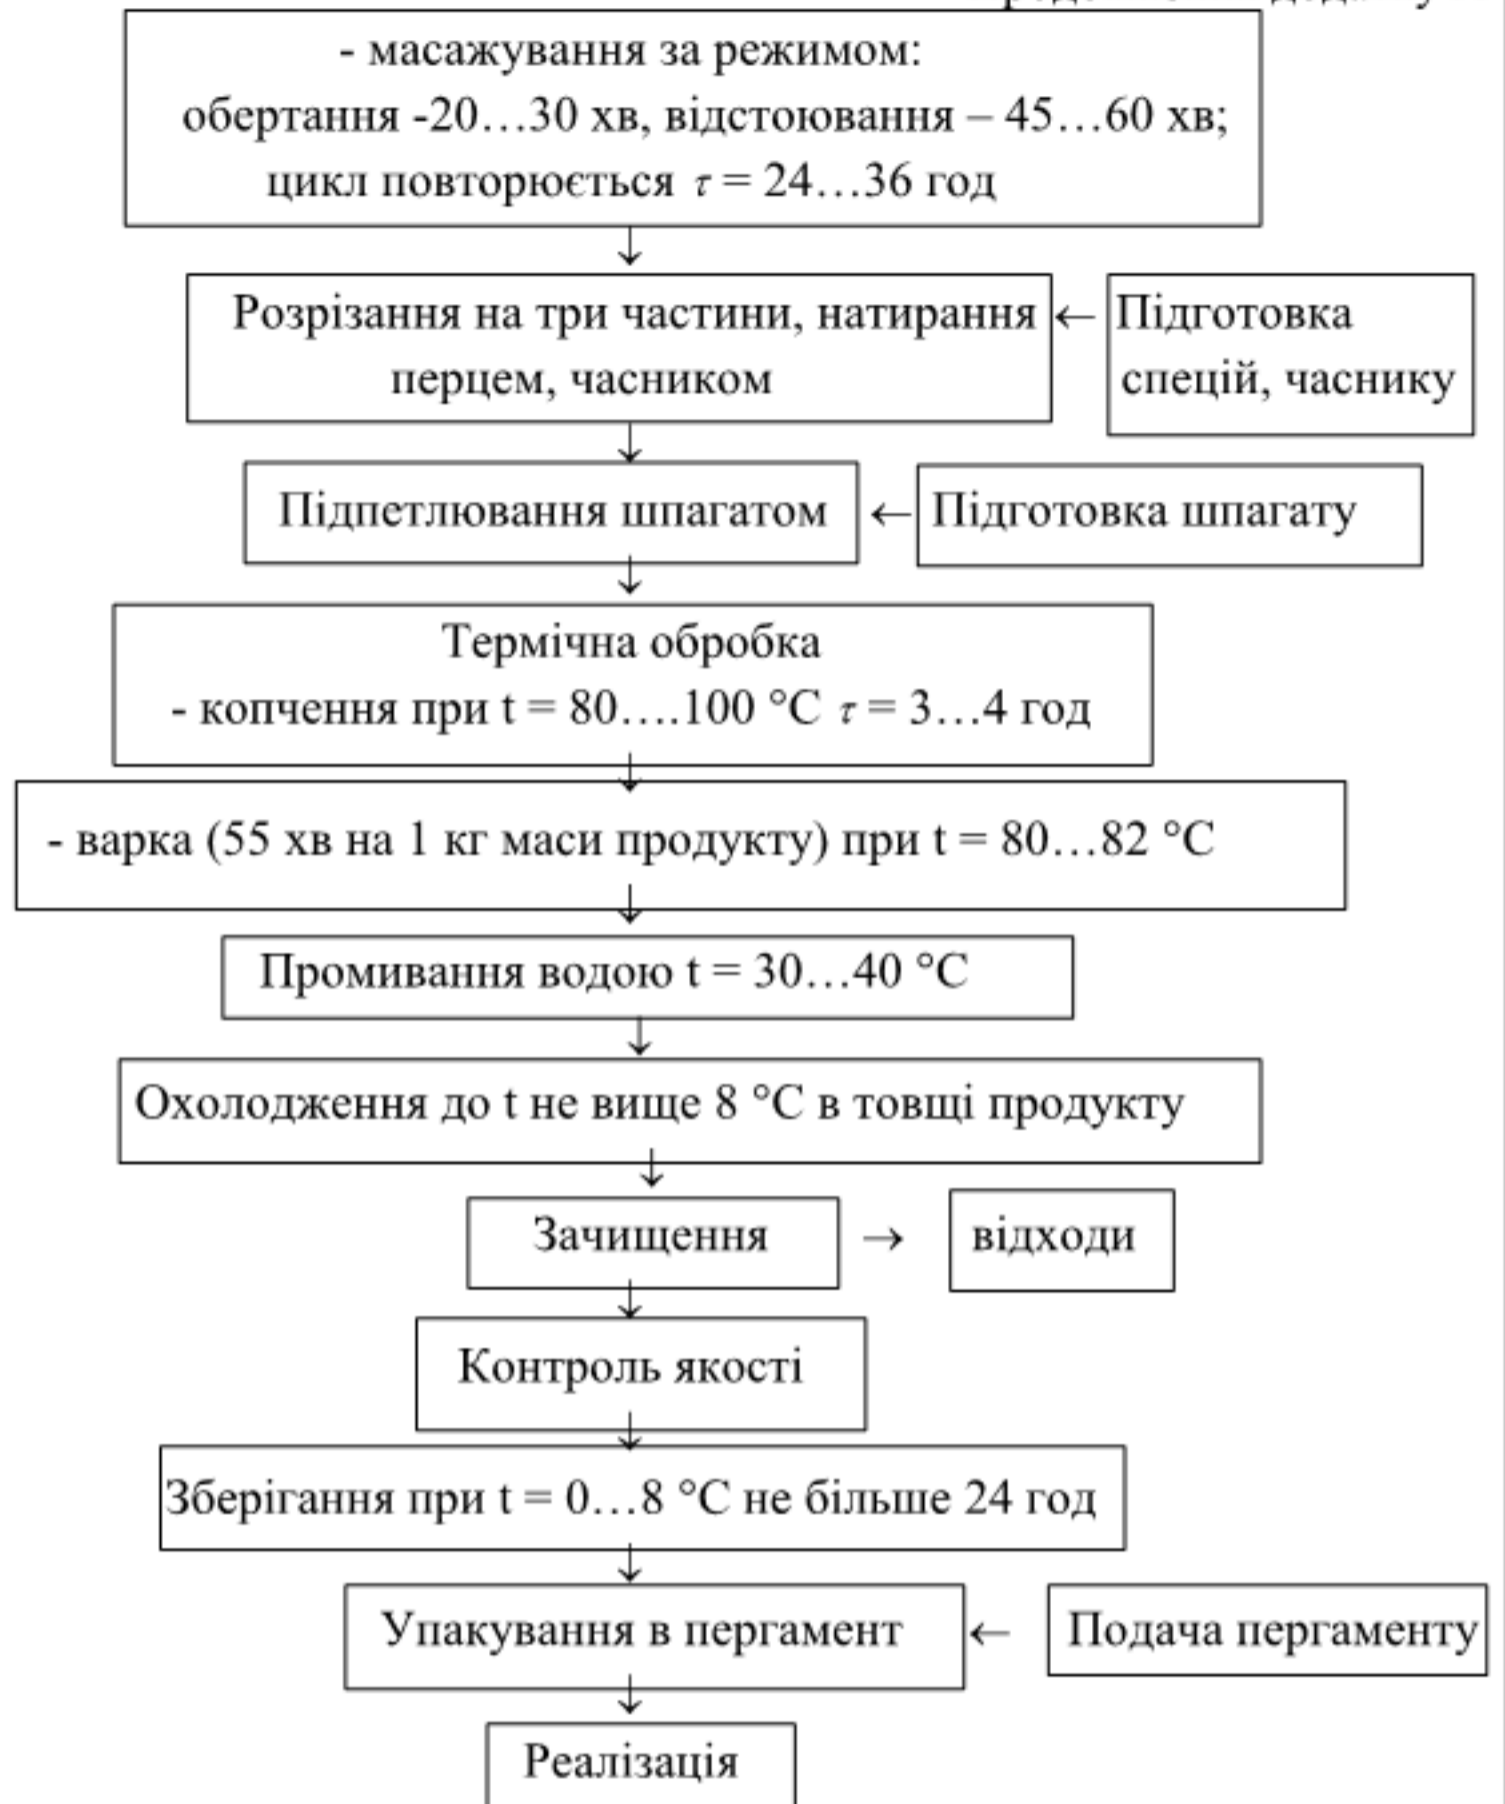 - масажування за режимом:
обертання -20…30 хв, відстоювання – 45…60 хв;
цикл повторюється τ = 24…36 год
Розрізання на три частини, натирання
перцем, часником
← Підготовка
спецій, часнику
Підпетлювання шпагатом
← Підготовка шпагату
Термічна обробка
- копчення при t = 80….100 °С τ = 3…4 год
- варка (55 хв на 1 кг маси продукту) при t = 80…82 °С
Промивання водою t = 30…40 °С
Охолодження до t не вище 8 °С в товщі продукту
Зачищення → відходи
Контроль якості
Зберігання при t = 0…8 °С не більше 24 год
Упакування в пергамент ← Подача пергаменту
Реалізація